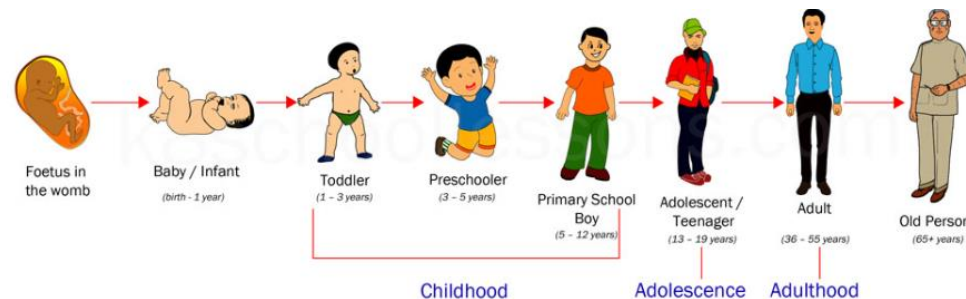 Foetus in
the womb
Baby / Infant
(birth - 1 year)
Toddler
(1 – 3 years)
Preschooler
(3 – 5 years)
Primary School
Boy
(5 – 12 years)
Adolescent /
Teenager
(13 – 19 years)
Adult
(36 – 55 years)
Old Person
(65+ years)
Childhood
Adolescence
Adulthood